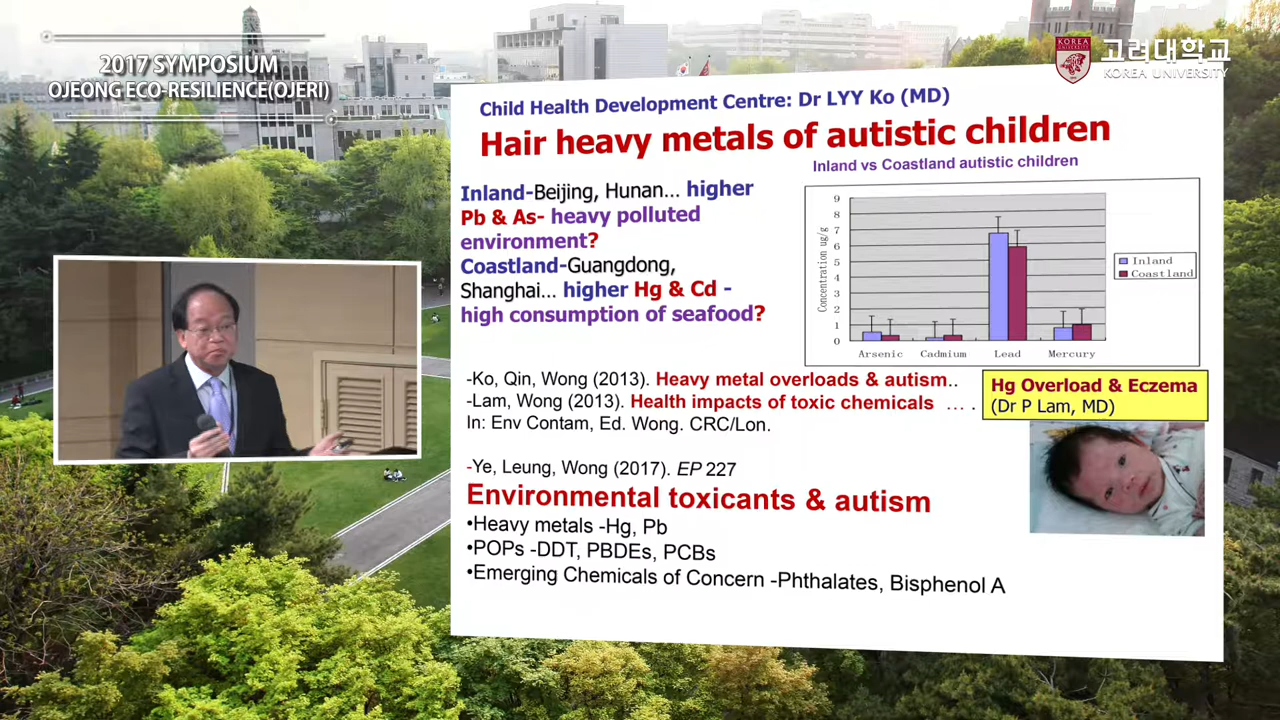 2017 SYMPOSIUM
OJEONG ECO-RESILIENCE(OJERI)
KOREA UNIVERSITY
고려대학교
KOREA UNIVERSITY
Child Health Development Centre: Dr LYY Ko (MD)
Hair heavy metals of autistic children
Inland vs Coastland autistic children
Inland-Beijing, Hunan... higher
Pb & As- heavy polluted
environment?
Coastland-Guangdong,
Shanghai... higher Hg & Cd -
high consumption of seafood?
Concentration ug/g
9
8
7
6
5
4
3
2
1
0
Arsenic Cadmium Lead Mercury
Inland
Coastland
-Ko, Qin, Wong (2013). Heavy metal overloads & autism..
-Lam, Wong (2013). Health impacts of toxic chemicals ... .
In: Env Contam, Ed. Wong. CRC/Lon.
Hg Overload & Eczema
(Dr P Lam, MD)
-Ye, Leung, Wong (2017). EP 227
Environmental toxicants & autism
•Heavy metals -Hg, Pb
•POPs -DDT, PBDEs, PCBs
•Emerging Chemicals of Concern -Phthalates, Bisphenol A